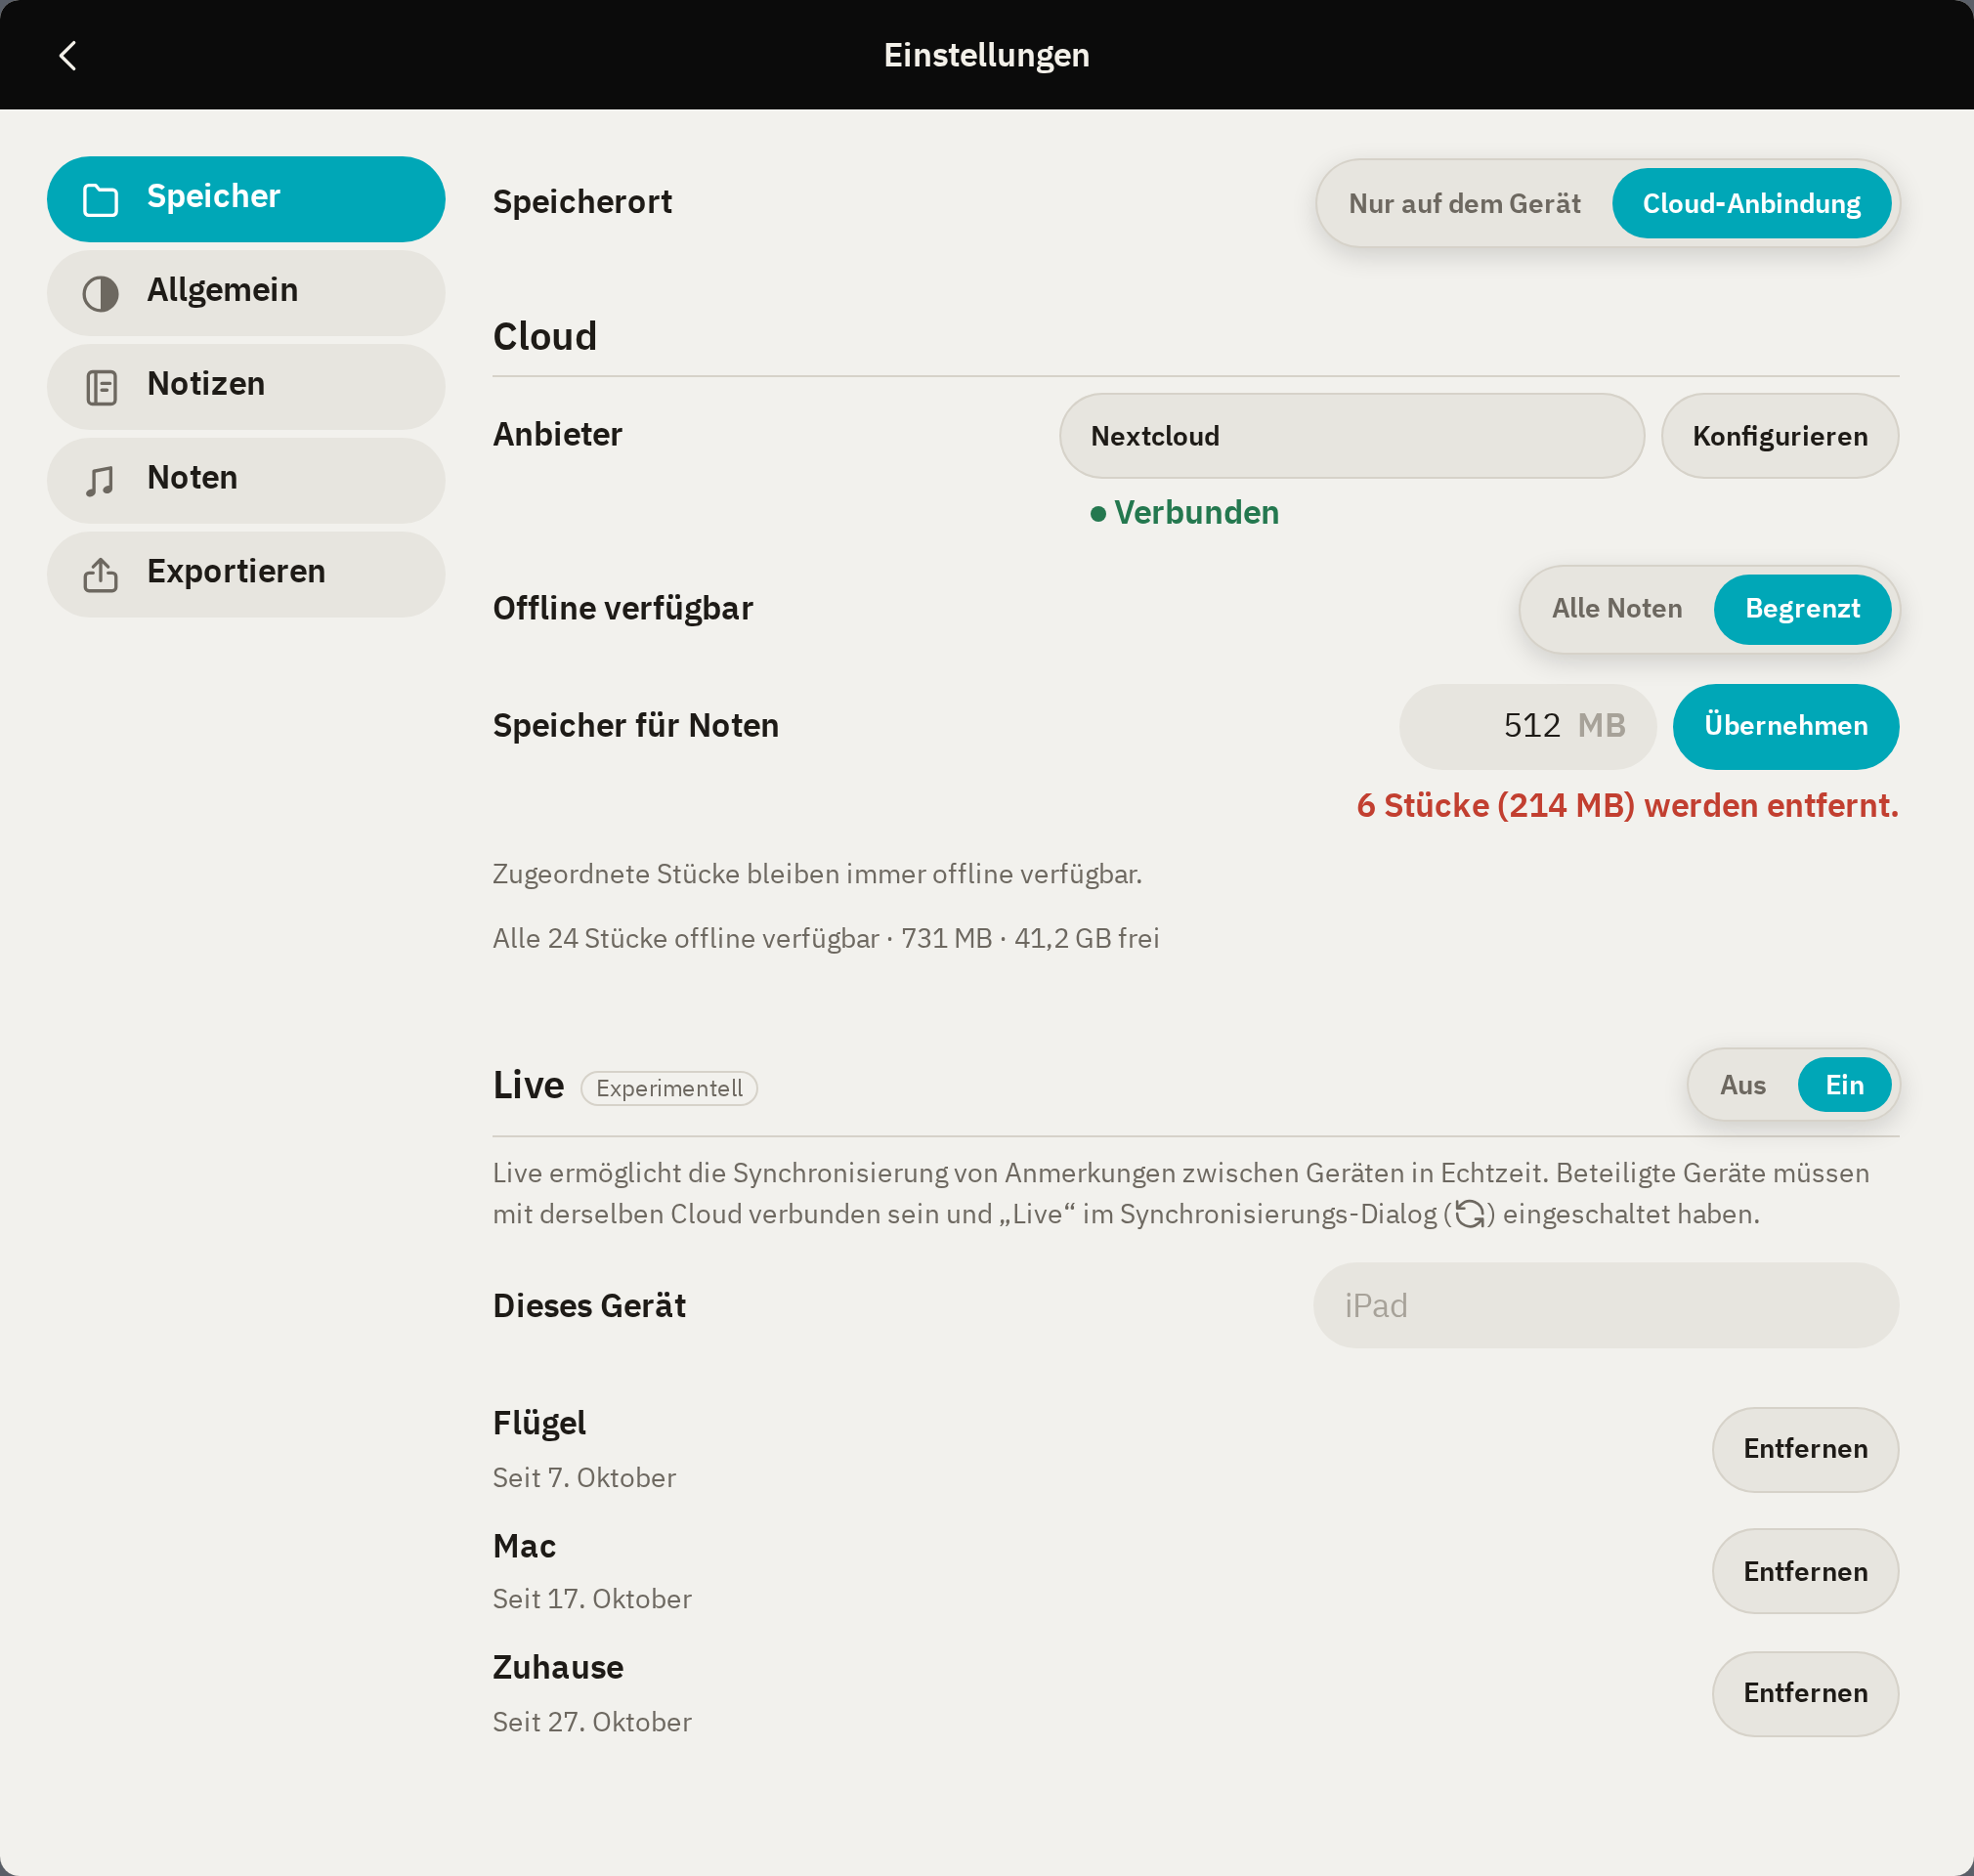 Einstellungen
Speicher
Allgemein
Notizen
Noten
Exportieren
Speicherort
Nur auf dem Gerät
Cloud-Anbindung
Cloud
Anbieter
Nextcloud
Konfigurieren
Verbunden
Offline verfügbar
Alle Noten
Begrenzt
Speicher für Noten
512 MB
Übernehmen
6 Stücke (214 MB) werden entfernt.
Zugeordnete Stücke bleiben immer offline verfügbar.
Alle 24 Stücke offline verfügbar · 731 MB · 41,2 GB frei
Live
Experimentell
Aus
Ein
Live ermöglicht die Synchronisierung von Anmerkungen zwischen Geräten in Echtzeit. Beteiligte Geräte müssen
mit derselben Cloud verbunden sein und „Live“ im Synchronisierungs-Dialog () eingeschaltet haben.
Dieses Gerät
iPad
Flügel
Seit 7. Oktober
Entfernen
Mac
Seit 17. Oktober
Entfernen
Zuhause
Seit 27. Oktober
Entfernen